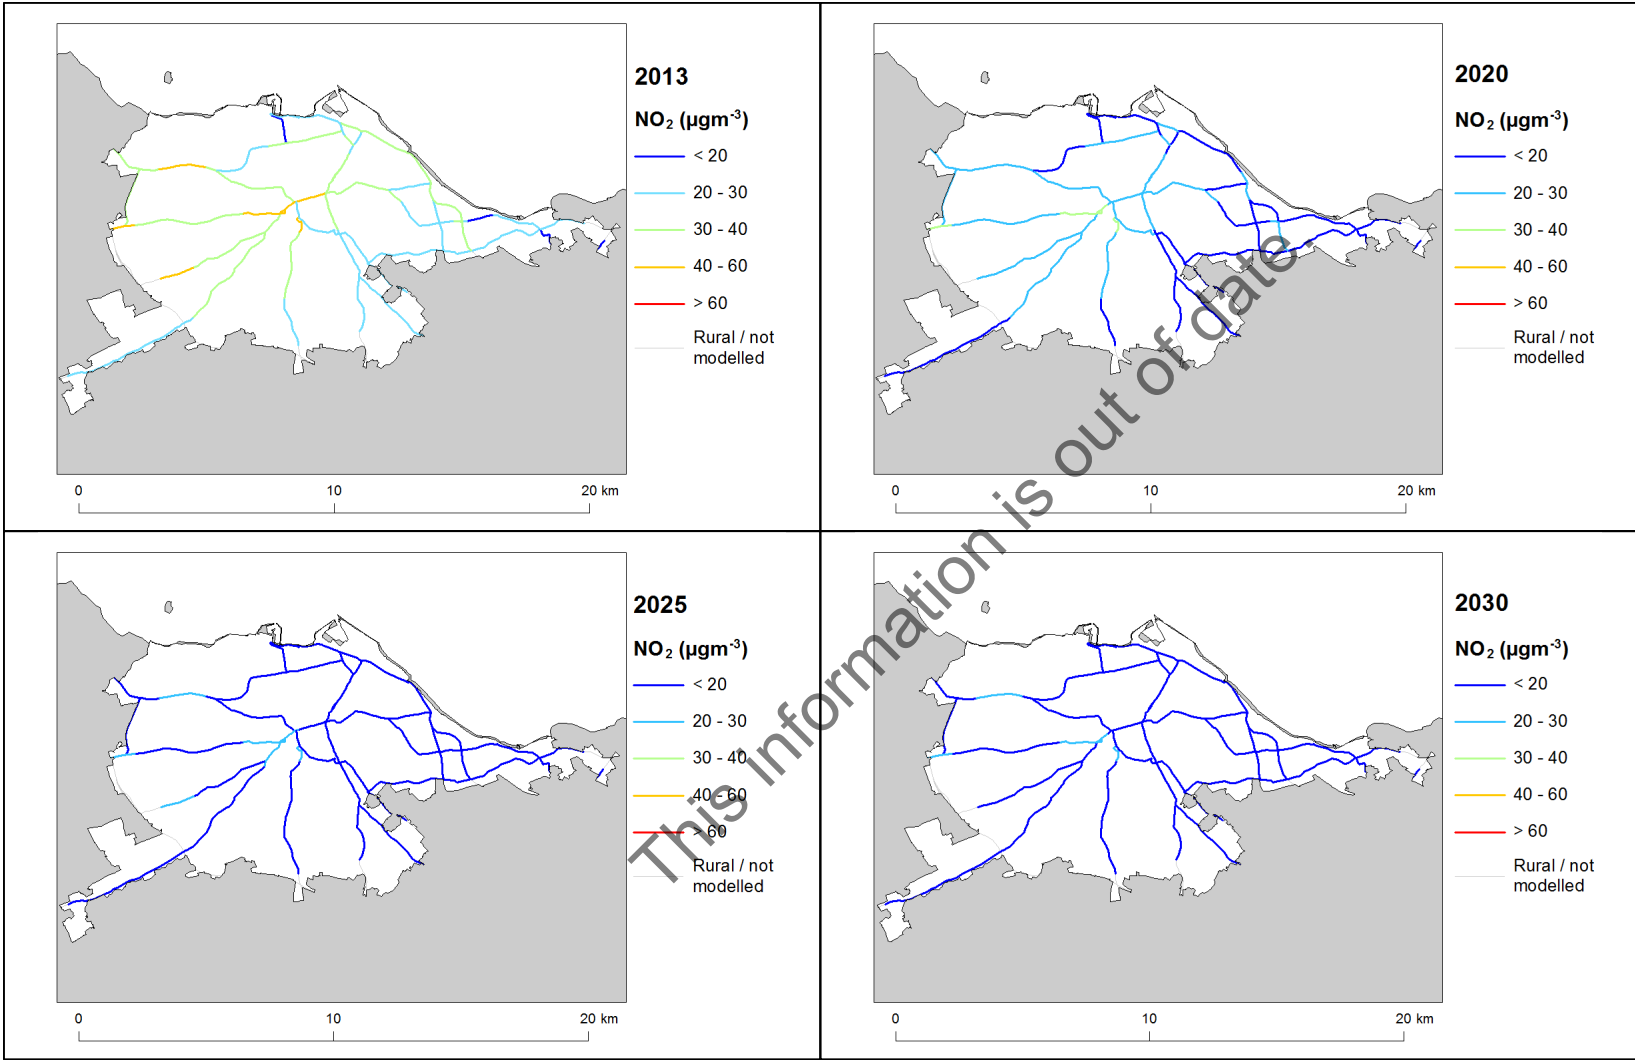 2013
NO₂ (µgm⁻³)
< 20
20 - 30
30 - 40
40 - 60
> 60
Rural / not
modelled
0 10 20 km
2020
NO₂ (µgm⁻³)
< 20
20 - 30
30 - 40
40 - 60
> 60
Rural / not
modelled
0 10 20 km
2025
NO₂ (µgm⁻³)
< 20
20 - 30
30 - 40
40 - 60
> 60
Rural / not
modelled
0 10 20 km
2030
NO₂ (µgm⁻³)
< 20
20 - 30
30 - 40
40 - 60
> 60
Rural / not
modelled
0 10 20 km
This information is out of date.